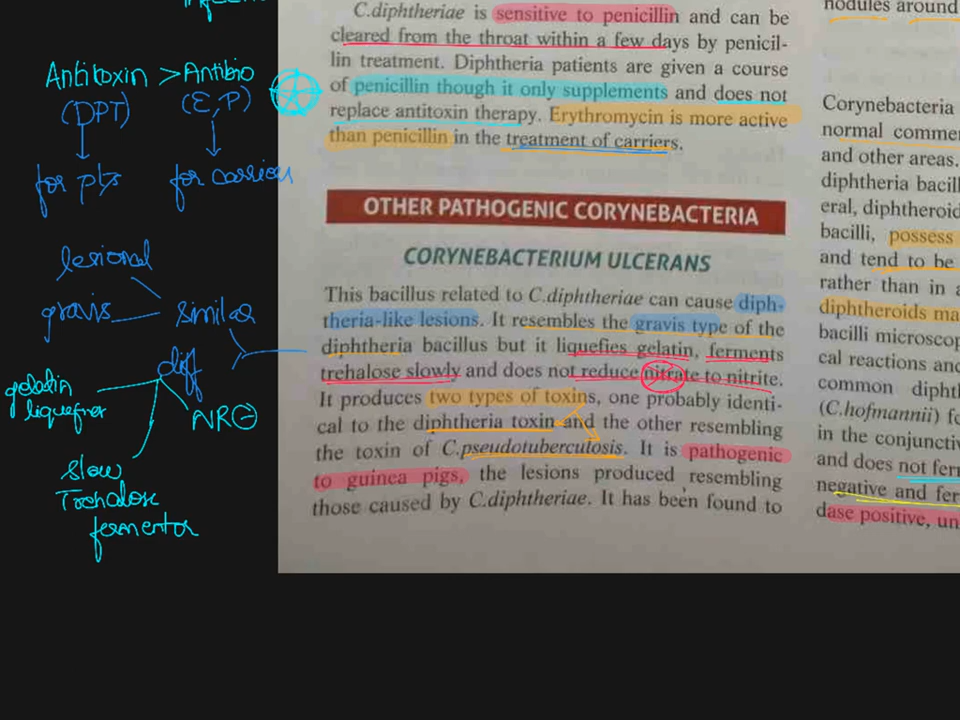 Antitoxin > Antibio
(DPT) (E, P)
for pts for carriers
lesional
gravis similar
diff
gelatin
liquefier
NR⊖
slow
Trehalose
fermentor
C.diphtheriae is sensitive to penicillin and can be
cleared from the throat within a few days by penicil-
lin treatment. Diphtheria patients are given a course
of penicillin though it only supplements and does not
replace antitoxin therapy. Erythromycin is more active
than penicillin in the treatment of carriers.
OTHER PATHOGENIC CORYNEBACTERIA
CORYNEBACTERIUM ULCERANS
This bacillus related to C.diphtheriae can cause diph-
theria-like lesions. It resembles the gravis type of the
diphtheria bacillus but it liquefies gelatin, ferments
trehalose slowly and does not reduce nitrate to nitrite.
It produces two types of toxins, one probably identi-
cal to the diphtheria toxin and the other resembling
the toxin of C.pseudotuberculosis. It is pathogenic
to guinea pigs, the lesions produced resembling
those caused by C.diphtheriae. It has been found to
nodules around
Corynebacteria
normal comme
and other areas.
diphtheria bacill
eral, diphtheroid
bacilli, possess
and tend to be
rather than in a
diphtheroids ma
bacilli microscop
cal reactions and
common diphth
(C.hofmannii) fo
in the conjunctiv
and does not fer
negative and fer
dase positive, un